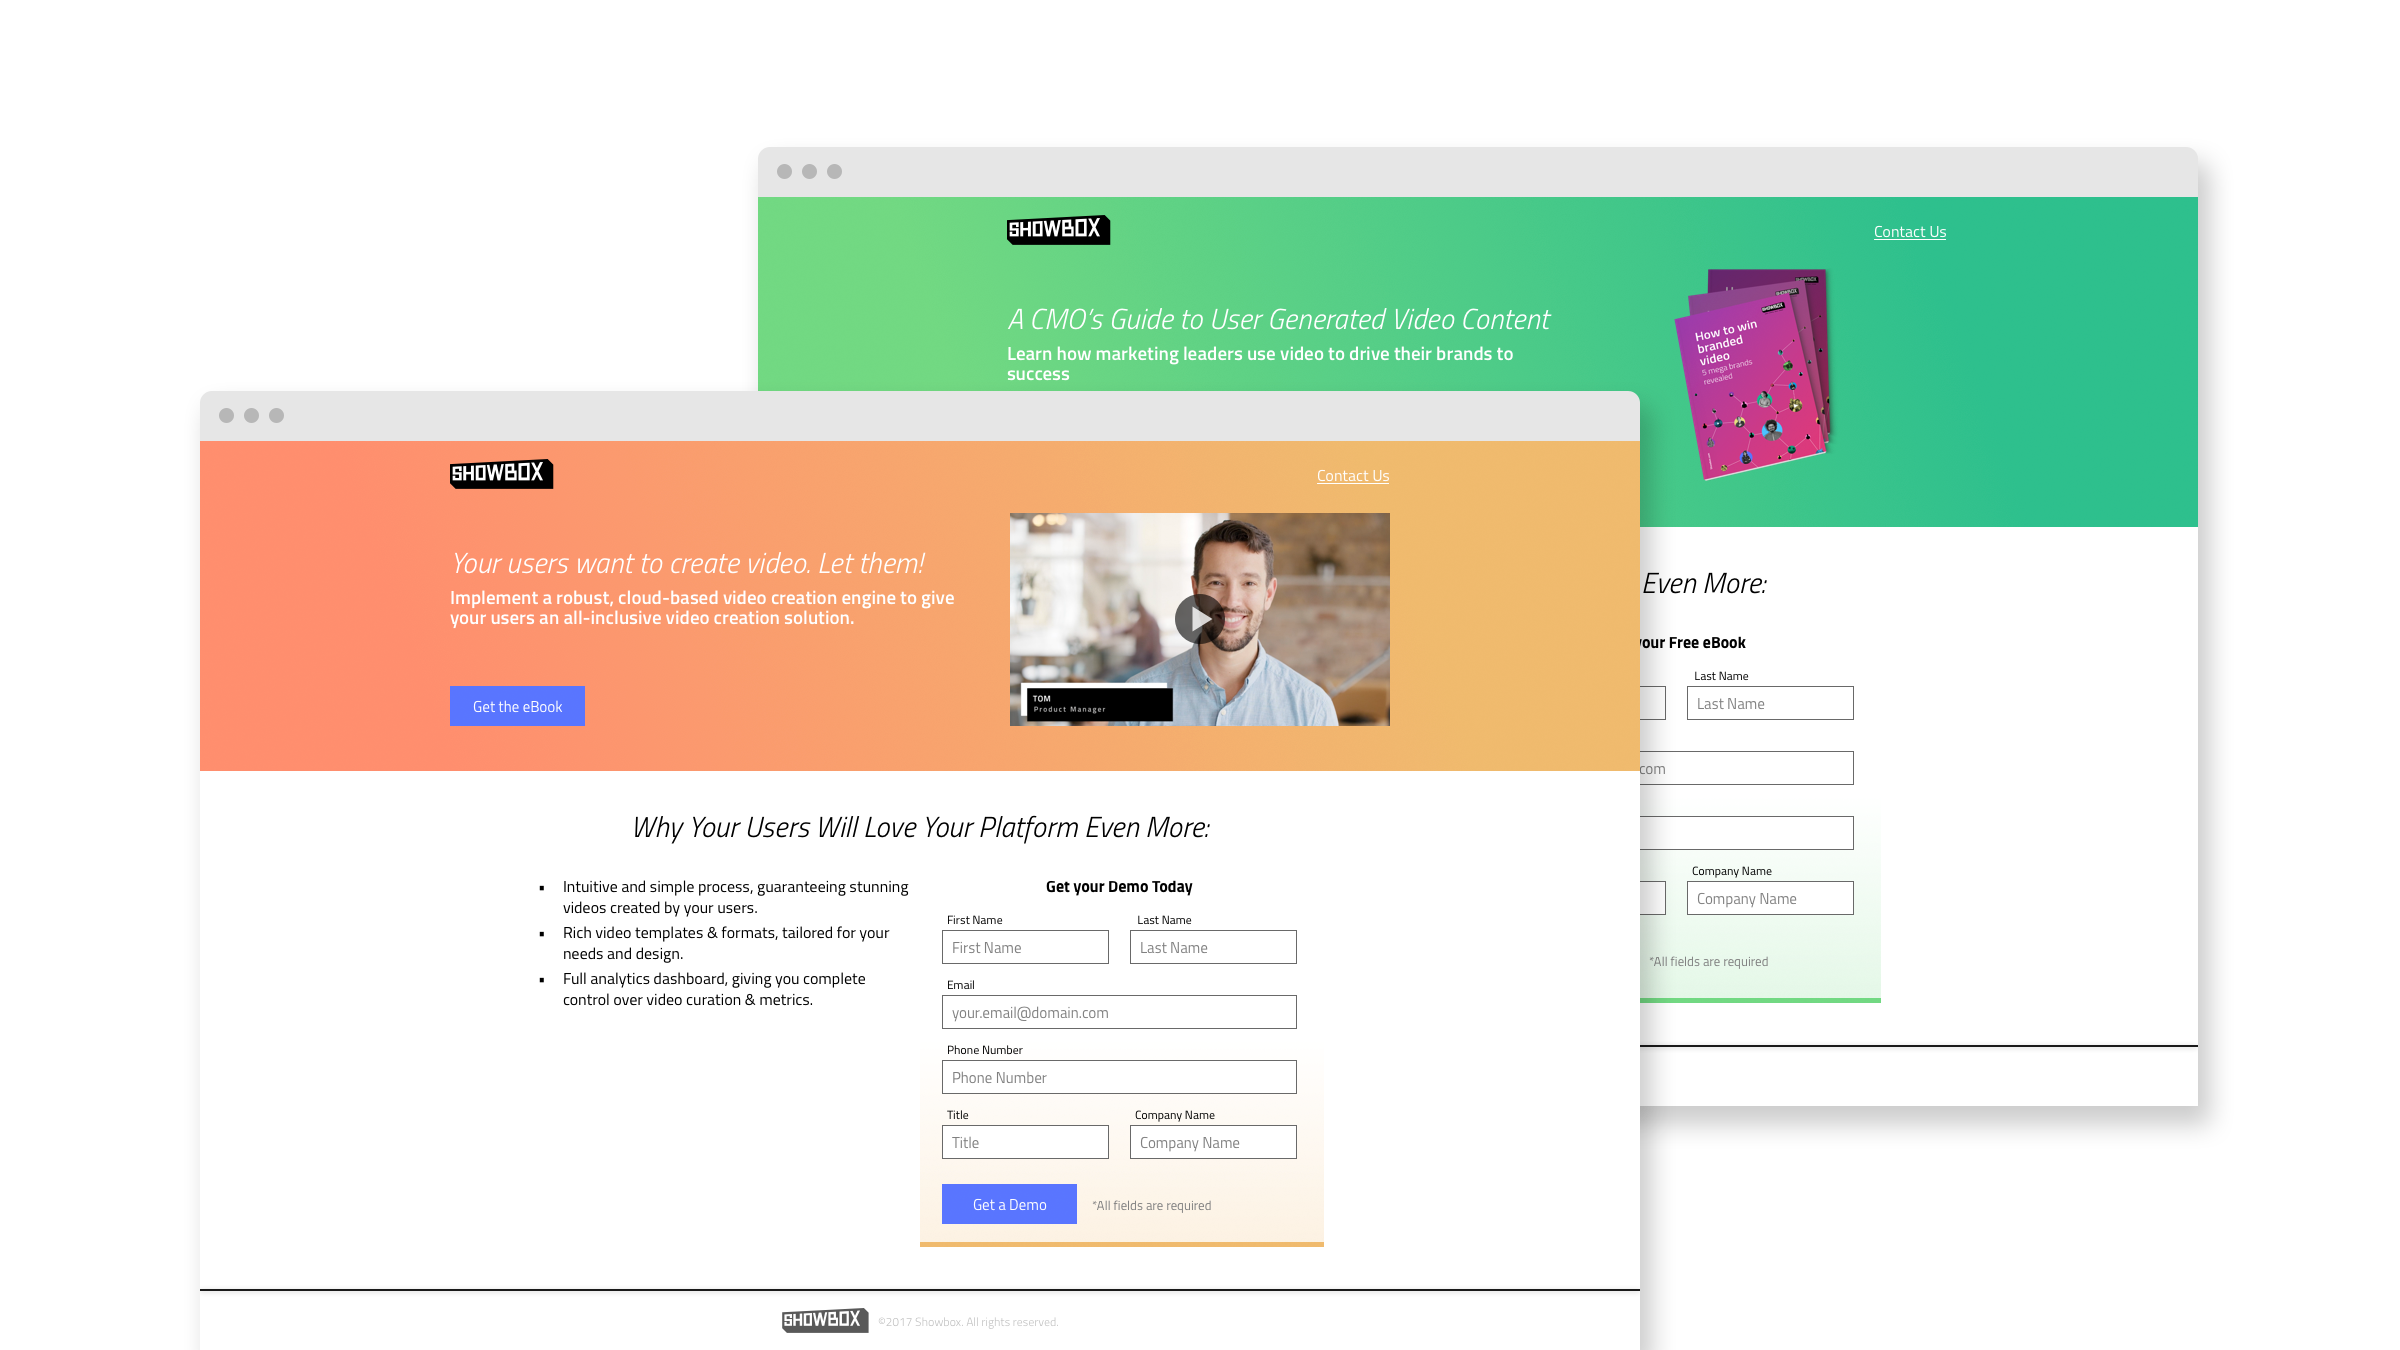 SHOWBOX
Contact Us
A CMO's Guide to User Generated Video Content
Learn how marketing leaders use video to drive their brands to
success
SHOWBOX
SHOWBOX
SHOWBOX
How to win
branded
video
5 mega brands
revealed
Even More:
your Free eBook
Last Name
Last Name
.com
Company Name
Company Name
*All fields are required
SHOWBOX
Contact Us
Your users want to create video. Let them!
Implement a robust, cloud-based video creation engine to give
your users an all-inclusive video creation solution.
Get the eBook
TOM
Product Manager
Why Your Users Will Love Your Platform Even More:
▪ Intuitive and simple process, guaranteeing stunning
videos created by your users.
▪ Rich video templates & formats, tailored for your
needs and design.
▪ Full analytics dashboard, giving you complete
control over video curation & metrics.
Get your Demo Today
First Name Last Name
First Name Last Name
Email
your.email@domain.com
Phone Number
Phone Number
Title Company Name
Title Company Name
Get a Demo *All fields are required
SHOWBOX ©2017 Showbox. All rights reserved.